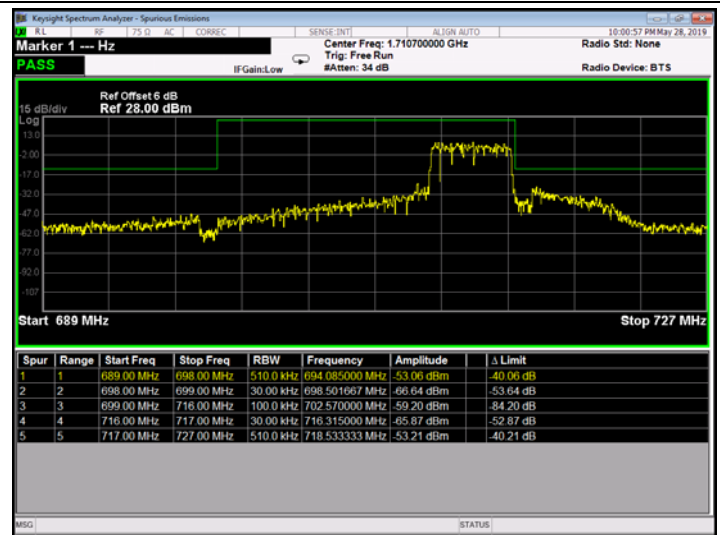 Keysight Spectrum Analyzer - Spurious Emissions
RL RF 75 Ω AC CORREC SENSE:INT ALIGN AUTO 10:00:57 PM May 28, 2019
Marker 1 --- Hz Center Freq: 1.710700000 GHz Radio Std: None
Trig: Free Run
PASS IFGain:Low #Atten: 34 dB Radio Device: BTS
Ref Offset 6 dB
15 dB/div Ref 28.00 dBm
Log
13.0
-2.00
-17.0
-32.0
-47.0
-62.0
-77.0
-92.0
-107
Start 689 MHz Stop 727 MHz
Spur Range Start Freq Stop Freq RBW Frequency Amplitude Δ Limit
1 1 689.00 MHz 698.00 MHz 510.0 kHz 694.085000 MHz -53.06 dBm -40.06 dB
2 2 698.00 MHz 699.00 MHz 30.00 kHz 698.501667 MHz -66.64 dBm -53.64 dB
3 3 699.00 MHz 716.00 MHz 100.0 kHz 702.570000 MHz -59.20 dBm -84.20 dB
4 4 716.00 MHz 717.00 MHz 30.00 kHz 716.315000 MHz -65.87 dBm -52.87 dB
5 5 717.00 MHz 727.00 MHz 510.0 kHz 718.533333 MHz -53.21 dBm -40.21 dB
MSG STATUS